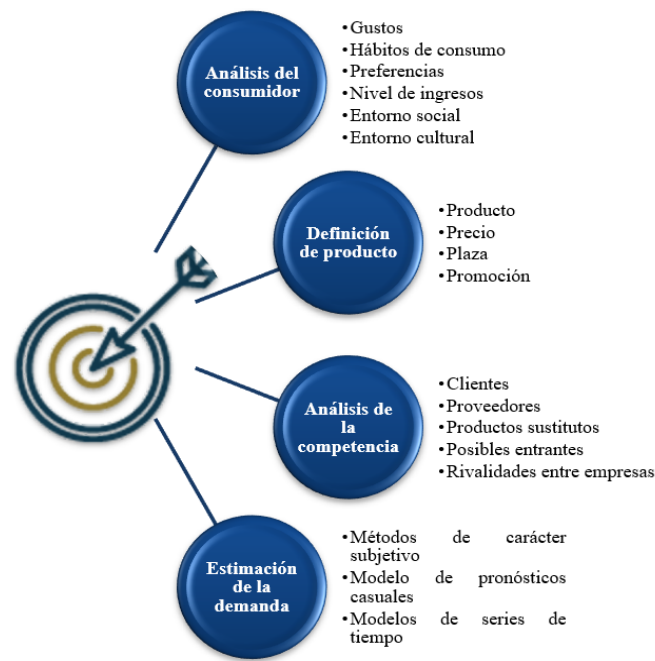 Análisis del
consumidor
•Gustos
•Hábitos de consumo
•Preferencias
•Nivel de ingresos
•Entorno social
•Entorno cultural
Definición
de producto
•Producto
•Precio
•Plaza
•Promoción
Análisis de
la
competencia
•Clientes
•Proveedores
•Productos sustitutos
•Posibles entrantes
•Rivalidades entre empresas
Estimación
de la
demanda
•Métodos de carácter
subjetivo
•Modelo de pronósticos
casuales
•Modelos de series de
tiempo